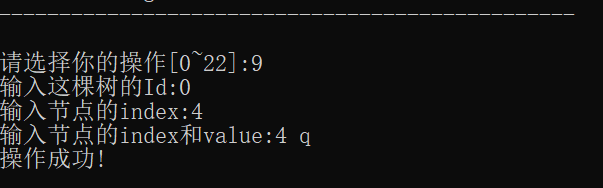 请选择你的操作[0~22]:9
输入这棵树的Id:0
输入节点的index:4
输入节点的index和value:4 q
操作成功!